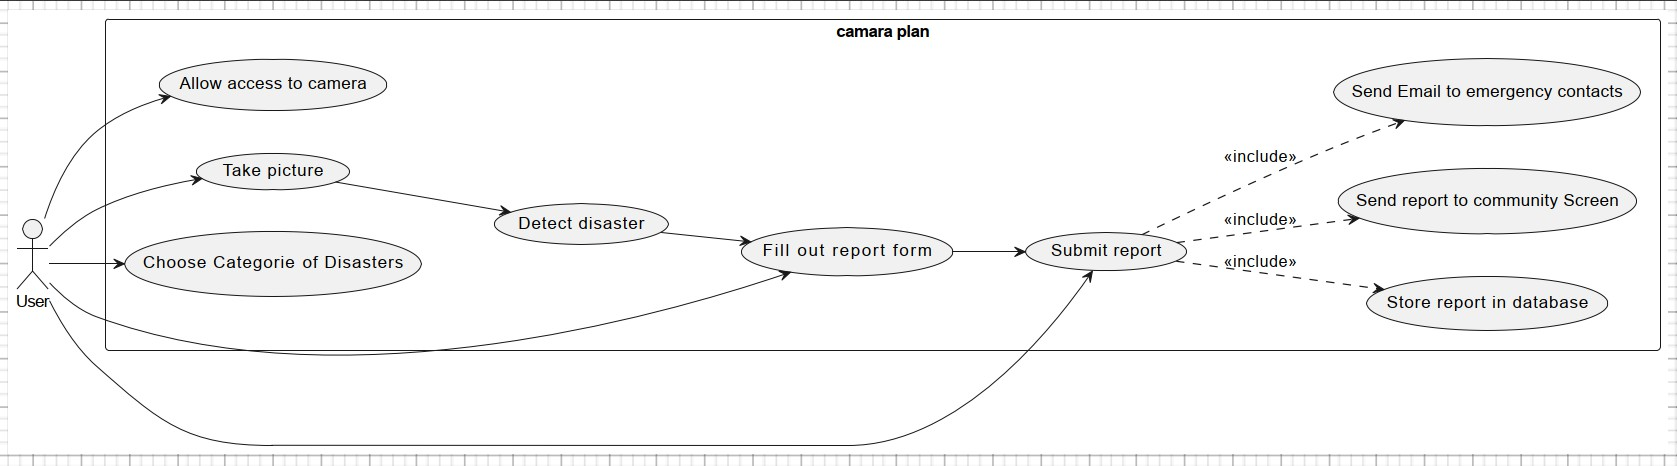 camara plan
Allow access to camera
Send Email to emergency contacts
«include»
Take picture
Send report to community Screen
Detect disaster
«include»
Fill out report form
Submit report
Choose Categorie of Disasters
«include»
User
Store report in database